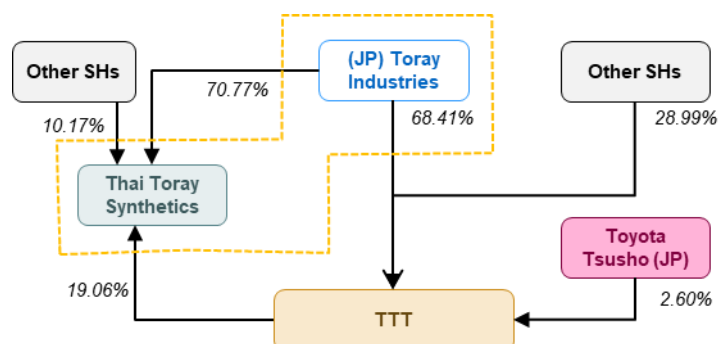 Other SHs
(JP) Toray
Industries
Other SHs
70.77%
10.17%
68.41%
28.99%
Thai Toray
Synthetics
Toyota
Tsusho (JP)
19.06%
2.60%
TTT